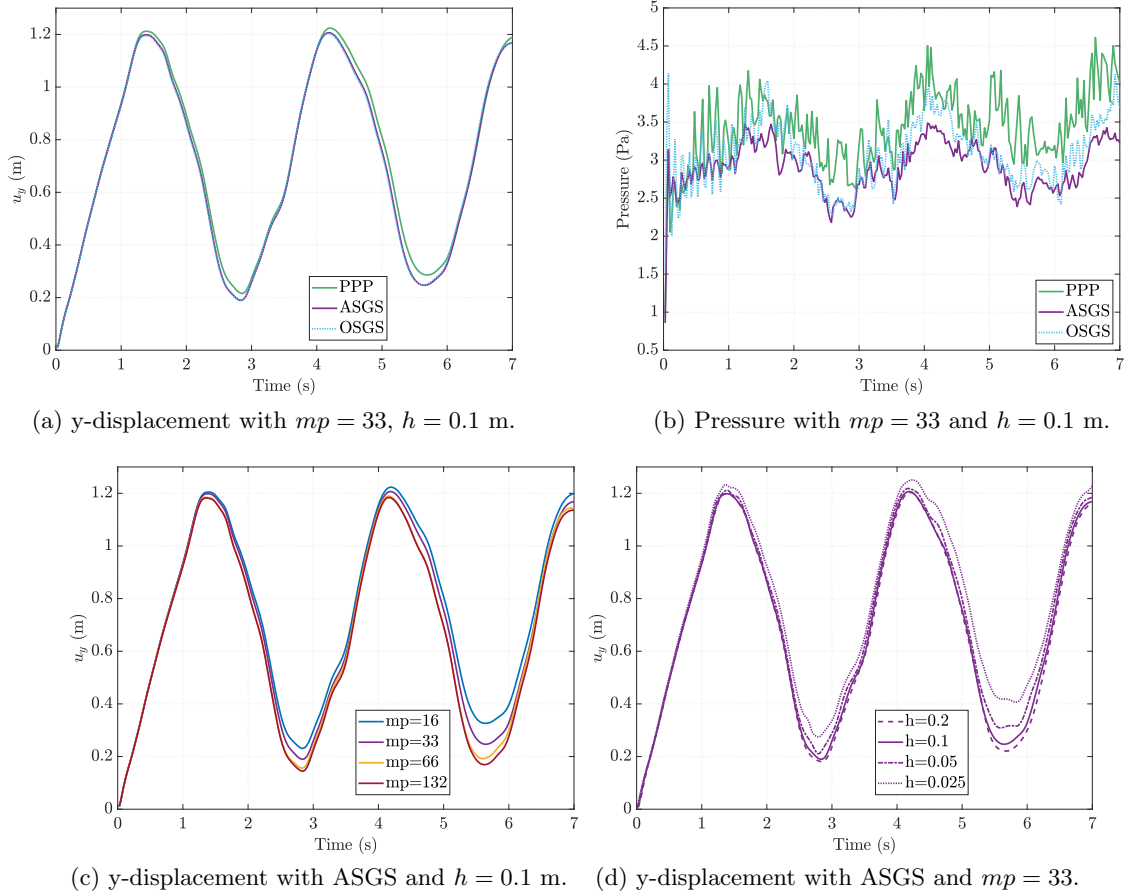 1.2
1
0.8
0.6
0.4
0.2
0
u_y (m)
PPP
ASGS
OSGS
0 1 2 3 4 5 6 7
Time (s)
(a) y-displacement with mp = 33, h = 0.1 m.
5
4.5
4
3.5
3
2.5
2
1.5
1
0.5
Pressure (Pa)
PPP
ASGS
OSGS
0 1 2 3 4 5 6 7
Time (s)
(b) Pressure with mp = 33 and h = 0.1 m.
1.2
1
0.8
0.6
0.4
0.2
0
u_y (m)
mp=16
mp=33
mp=66
mp=132
0 1 2 3 4 5 6 7
Time (s)
(c) y-displacement with ASGS and h = 0.1 m.
1.2
1
0.8
0.6
0.4
0.2
0
u_y (m)
h=0.2
h=0.1
h=0.05
h=0.025
0 1 2 3 4 5 6 7
Time (s)
(d) y-displacement with ASGS and mp = 33.